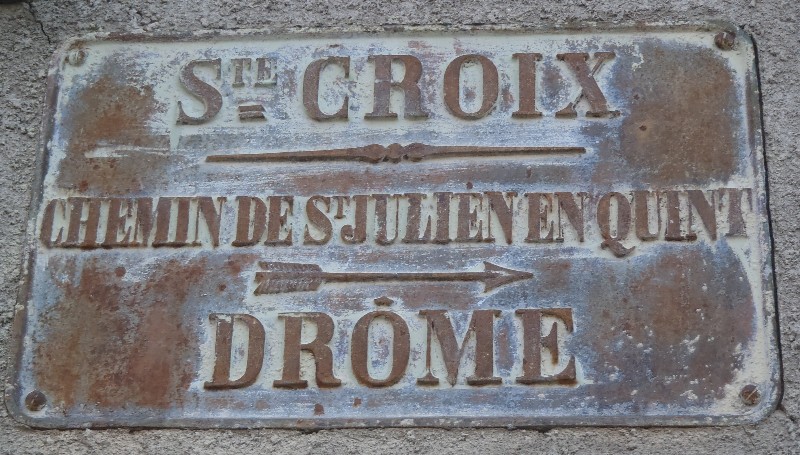 STE CROIX
CHEMIN DE ST JULIEN EN QUINT
DRÔME